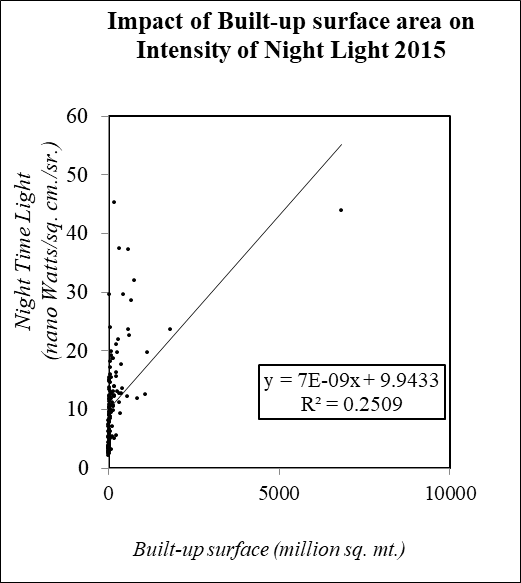 Impact of Built-up surface area on
Intensity of Night Light 2015
Night Time Light
(nano Watts/sq. cm./sr.)
60
50
40
30
20
10
0
y = 7E-09x + 9.9433
R² = 0.2509
0 5000 10000
Built-up surface (million sq. mt.)